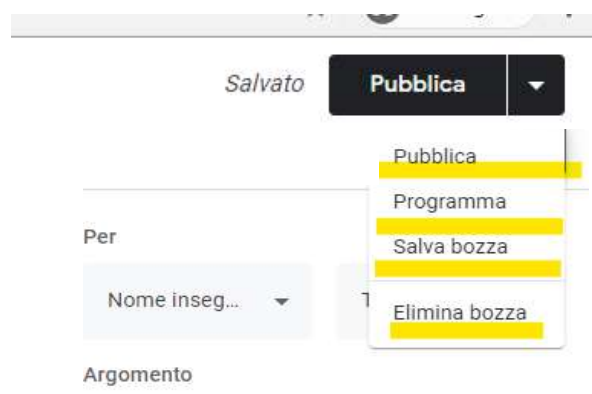 Salvato Pubblica
Pubblica
Programma
Per
Salva bozza
Nome inseg...
Elimina bozza
Argomento